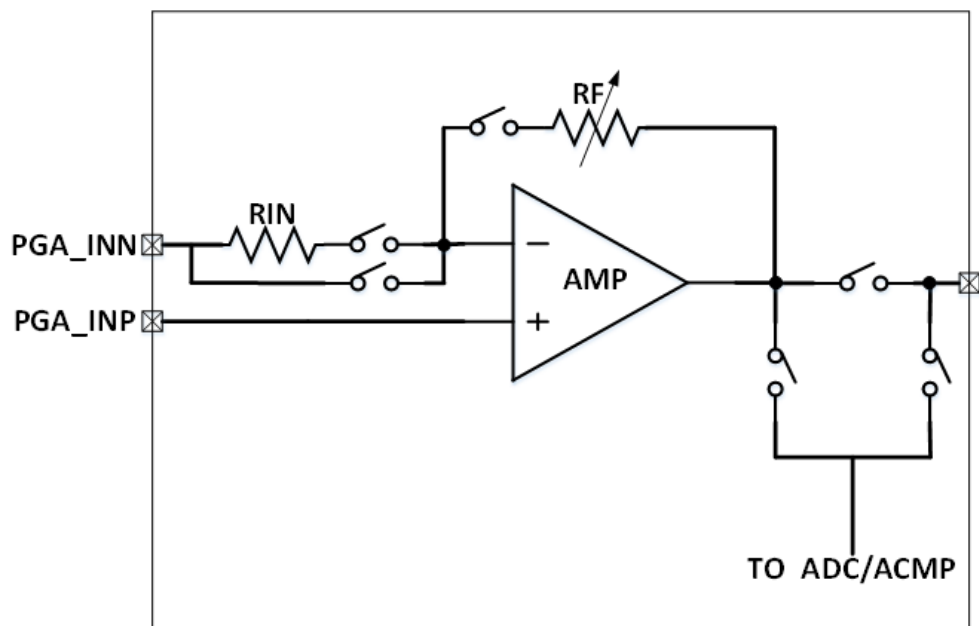 RF
RIN
PGA_INN
AMP
PGA_INP
TO ADC/ACMP